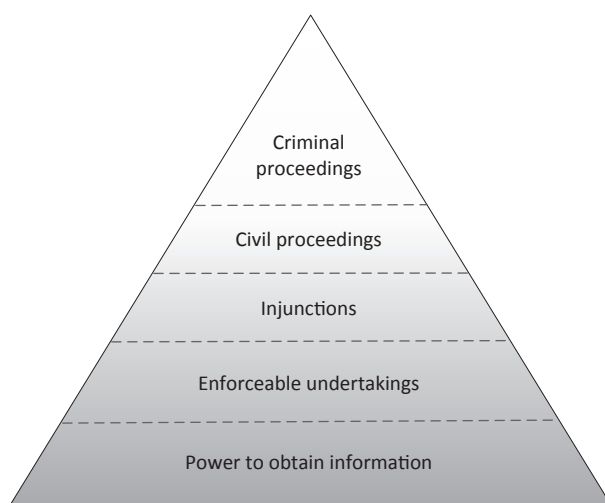 Criminal
proceedings
Civil proceedings
Injunctions
Enforceable undertakings
Power to obtain information